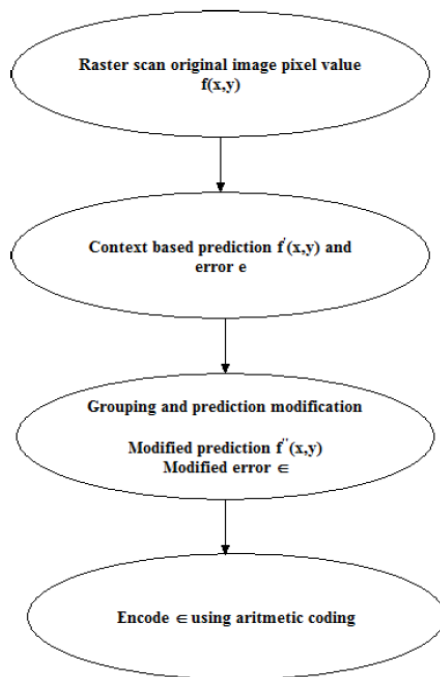 Raster scan original image pixel value
f(x,y)
Context based prediction f'(x,y) and
error e
Grouping and prediction modification
Modified prediction f''(x,y)
Modified error ∈
Encode ∈ using aritmetic coding